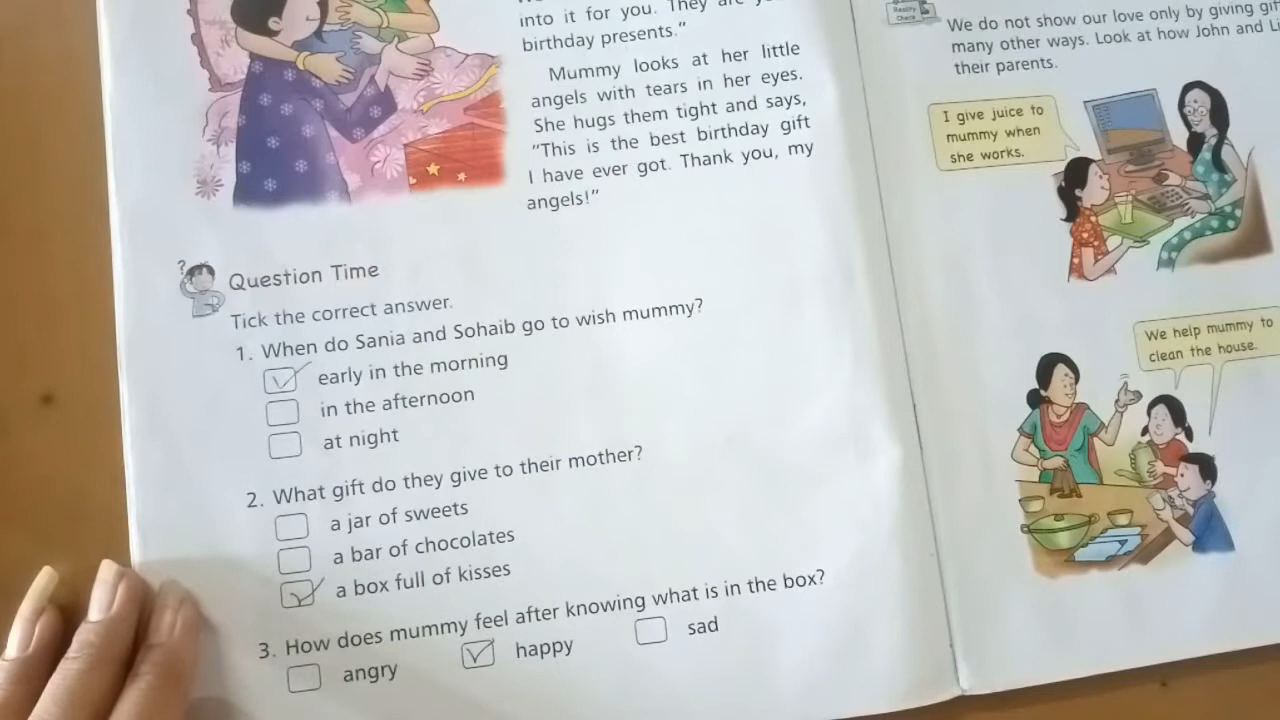 into it for you. They are
birthday presents."
Mummy looks at her little
angels with tears in her eyes.
She hugs them tight and says,
"This is the best birthday gift
I have ever got. Thank you, my
angels!"
Question Time
Tick the correct answer.
1. When do Sania and Sohaib go to wish mummy?
early in the morning
in the afternoon
at night
2. What gift do they give to their mother?
a jar of sweets
a bar of chocolates
a box full of kisses
3. How does mummy feel after knowing what is in the box?
angry happy sad
Reality
Check
We do not show our love only by giving
many other ways. Look at how John and
their parents.
I give juice to
mummy when
she works.
We help mummy to
clean the house.